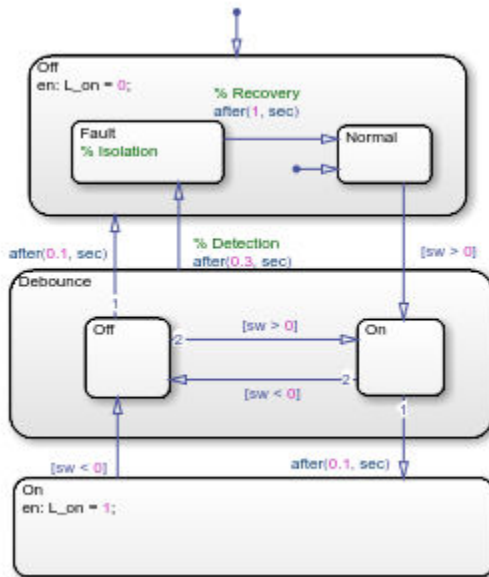 Off
en: L_on = 0;
% Recovery
after(1, sec)
Fault
% Isolation
Normal
after(0.1, sec)
% Detection
after(0.3, sec)
[sw > 0]
Debounce
1
Off
2
[sw > 0]
On
[sw < 0]
2
1
[sw < 0]
after(0.1, sec)
On
en: L_on = 1;